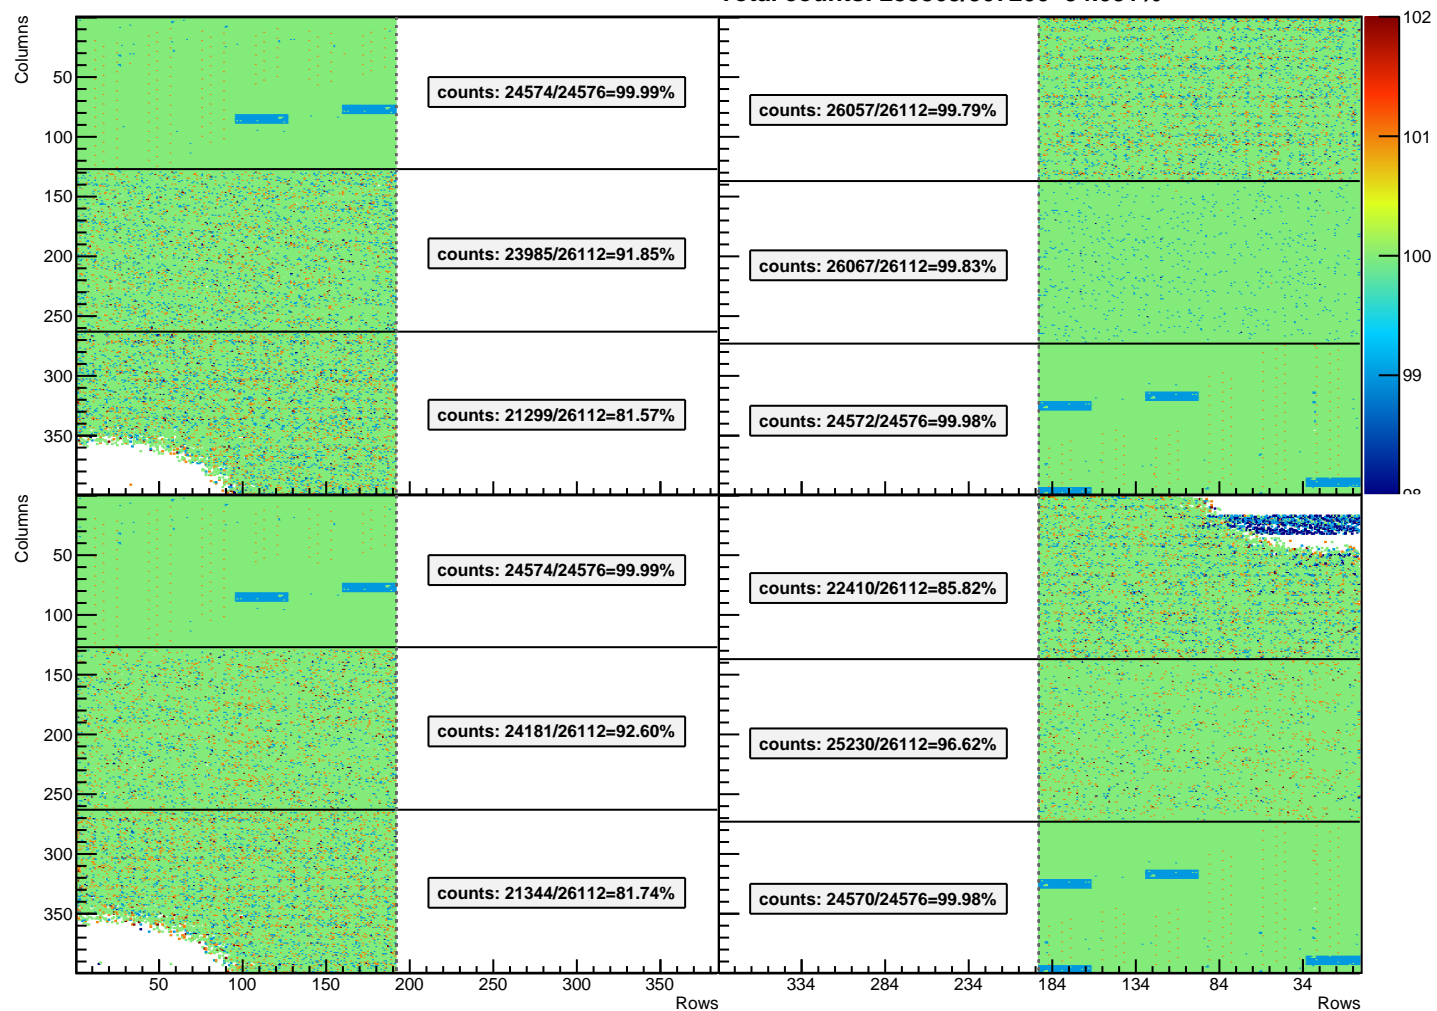 Columns
50
100
150
200
250
300
350
counts: 24574/24576=99.99%
counts: 23985/26112=91.85%
counts: 21299/26112=81.57%
counts: 26057/26112=99.79%
counts: 26067/26112=99.83%
counts: 24572/24576=99.98%
102
101
100
99
Columns
50
100
150
200
250
300
350
counts: 24574/24576=99.99%
counts: 24181/26112=92.60%
counts: 21344/26112=81.74%
counts: 22410/26112=85.82%
counts: 25230/26112=96.62%
counts: 24570/24576=99.98%
50 100 150 200 250 300 350
Rows
334 284 234 184 134 84 34
Rows